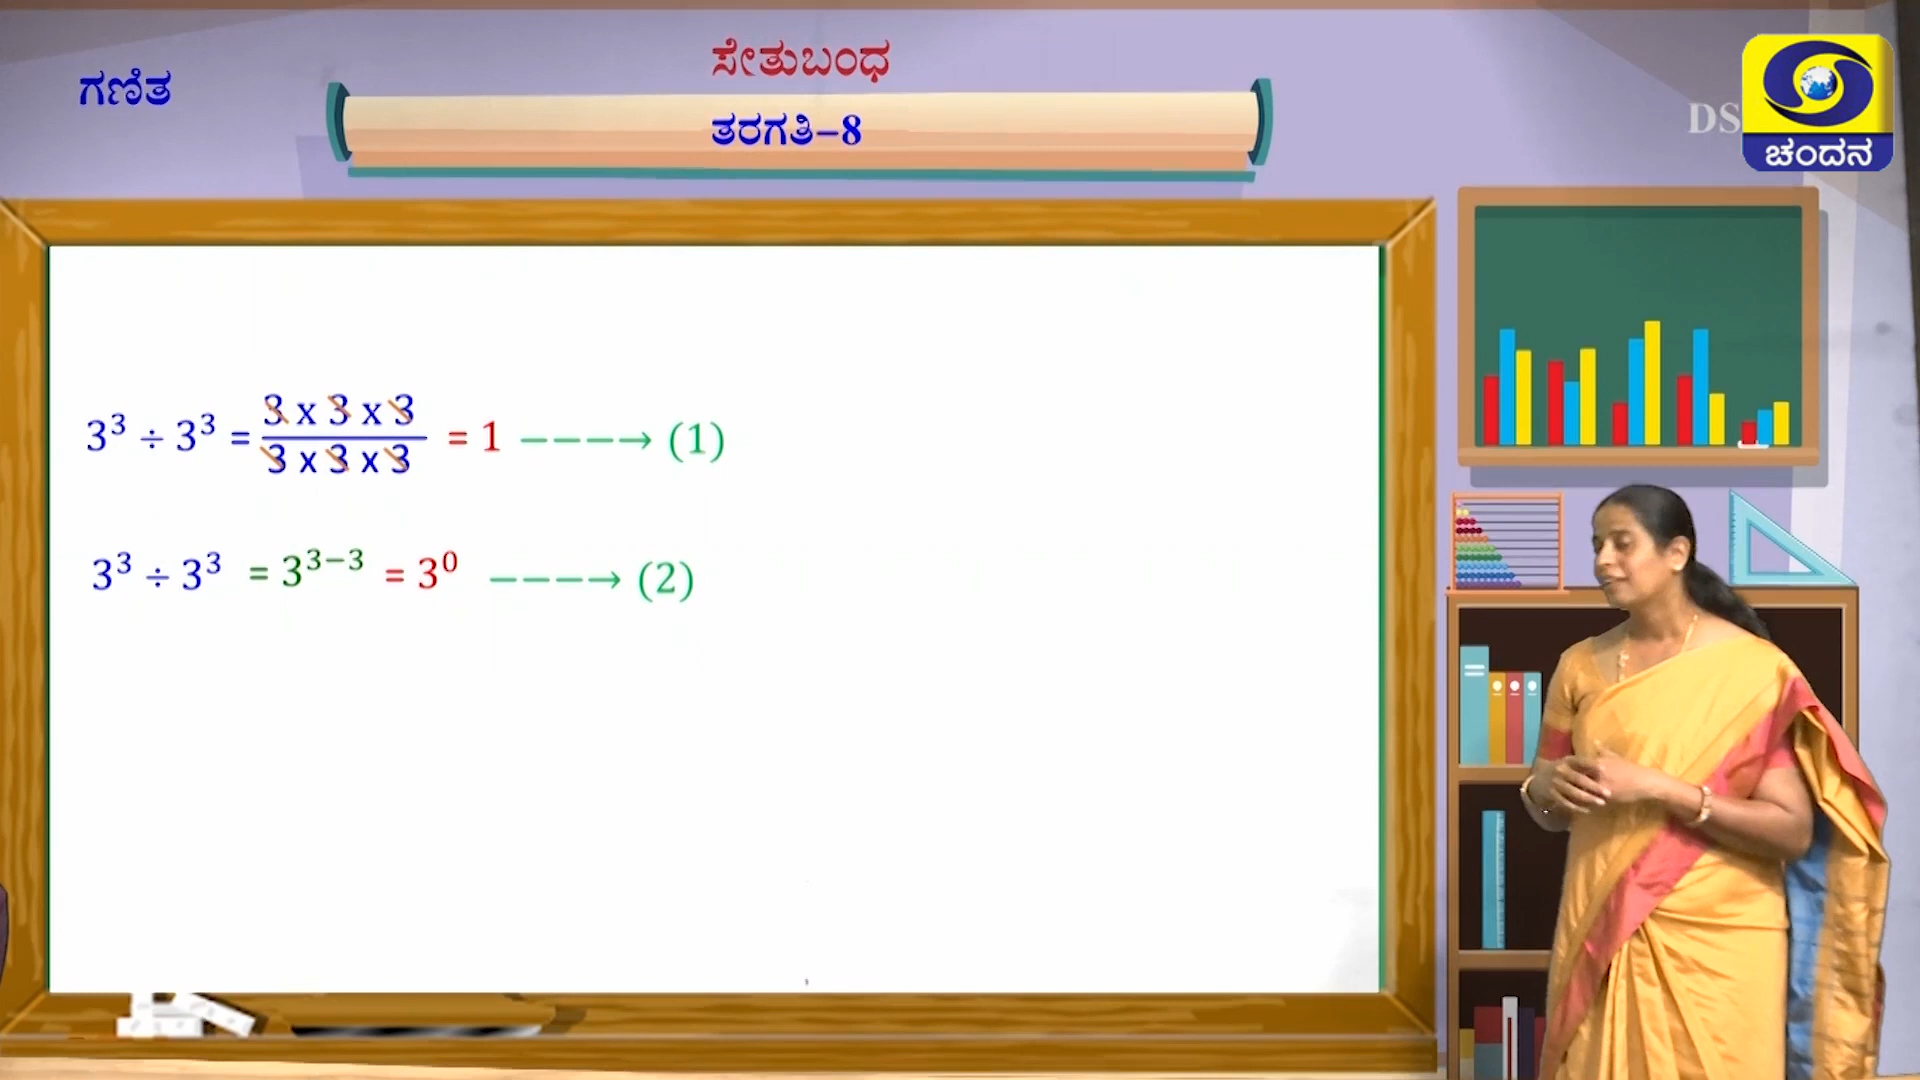 ಸೇತುಬಂಧ
ಗಣಿತ
ತರಗತಿ-8
DS
ಚಂದನ
3³ ÷ 3³ = (3 x 3 x 3)/(3 x 3 x 3) = 1 ----→ (1)
3³ ÷ 3³ = 3³⁻³ = 3⁰ ----→ (2)